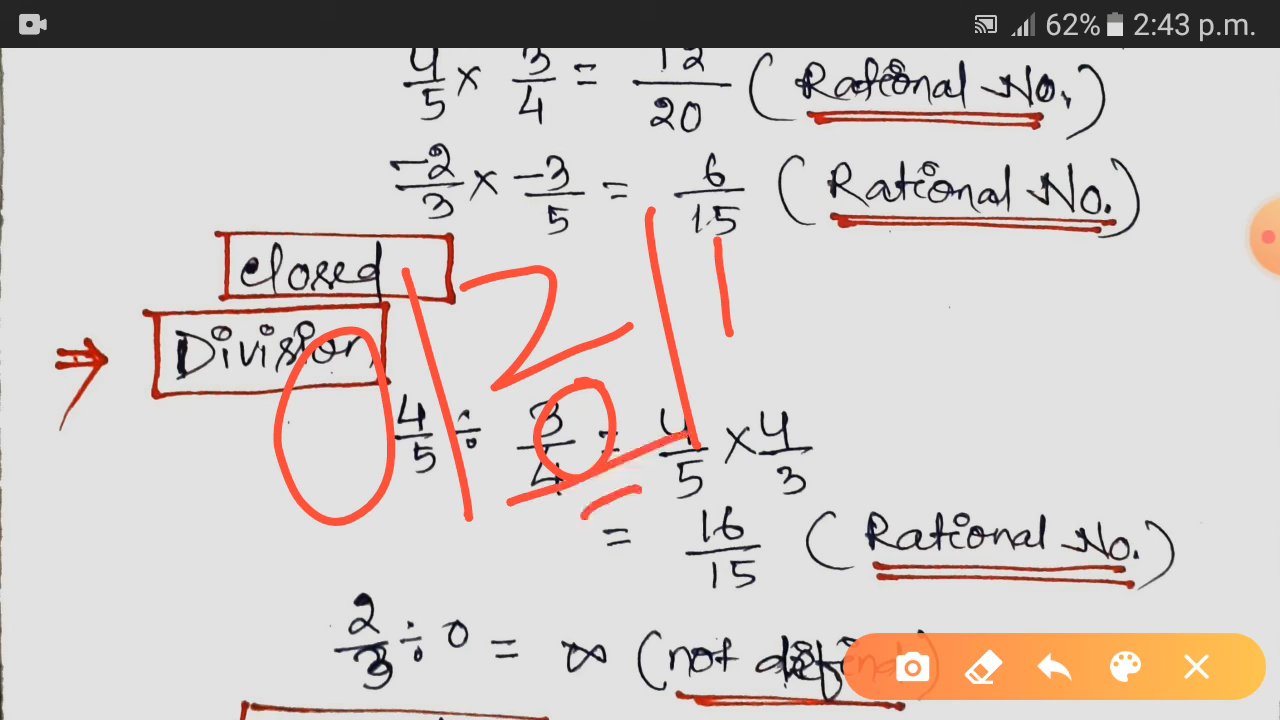 62% 2:43 p.m.
4/5 × 3/4 = 12/20 (Rational No.)
-2/3 × -3/5 = 6/15 (Rational No.)
closed
⇒ Division
4/5 ÷ 3/4 = 4/5 × 4/3
= 16/15 (Rational No.)
2/3 ÷ 0 = ∞ (not